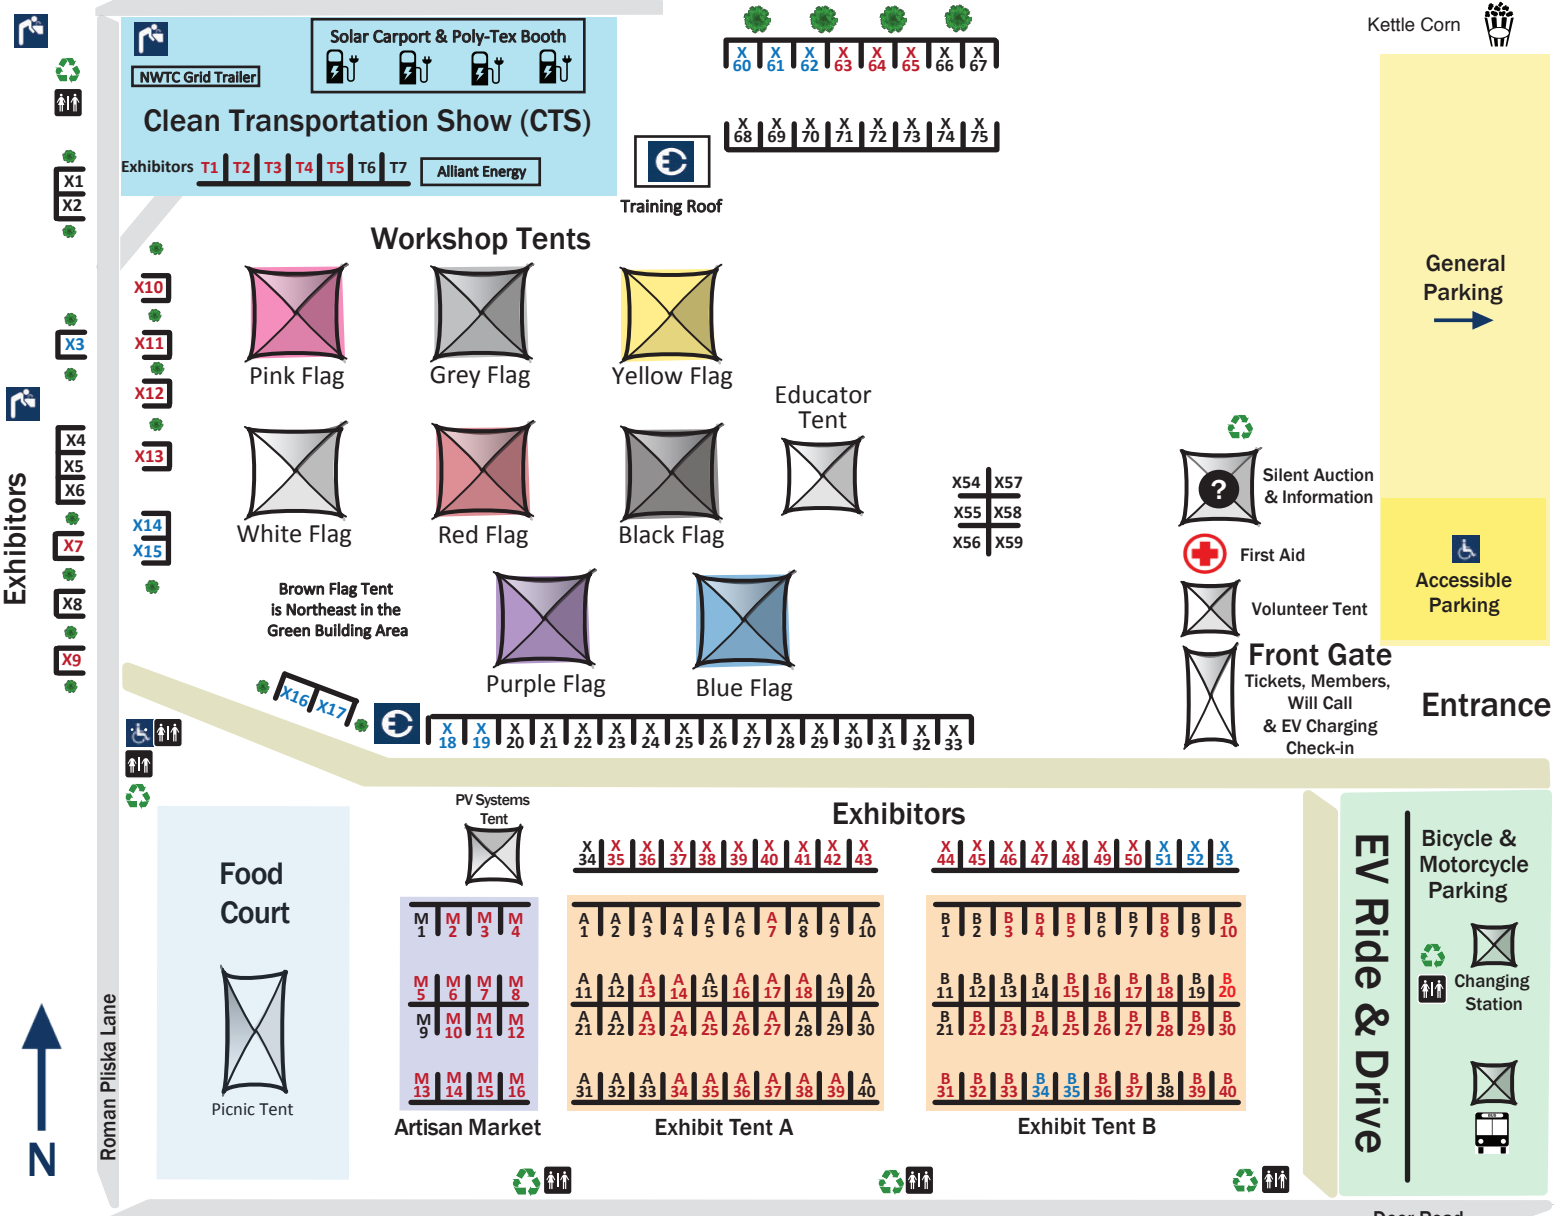 Solar Carport & Poly-Tex Booth
NWTC Grid Trailer
Clean Transportation Show (CTS)
Exhibitors T1 T2 T3 T4 T5 T6 T7
Alliant Energy
Training Roof
X 60 X 61 X 62 X 63 X 64 X 65 X 66 X 67
X 68 X 69 X 70 X 71 X 72 X 73 X 74 X 75
Kettle Corn
General
Parking
Accessible
Parking
X1
X2
X3
X4
X5
X6
X7
X8
X9
Exhibitors
X10
X11
X12
X13
X14
X15
Workshop Tents
Pink Flag
Grey Flag
Yellow Flag
White Flag
Red Flag
Black Flag
Educator
Tent
Brown Flag Tent
is Northeast in the
Green Building Area
Purple Flag
Blue Flag
X54 X57
X55 X58
X56 X59
?
Silent Auction
& Information
First Aid
Volunteer Tent
Front Gate
Tickets, Members,
Will Call
& EV Charging
Check-in
Entrance
X16 X17
X 18 X 19 X 20 X 21 X 22 X 23 X 24 X 25 X 26 X 27 X 28 X 29 X 30 X 31 X 32 X 33
PV Systems
Tent
Exhibitors
X 34 X 35 X 36 X 37 X 38 X 39 X 40 X 41 X 42 X 43
X 44 X 45 X 46 X 47 X 48 X 49 X 50 X 51 X 52 X 53
Food
Court
Picnic Tent
M 1 M 2 M 3 M 4
M 5 M 6 M 7 M 8
M 9 M 10 M 11 M 12
M 13 M 14 M 15 M 16
Artisan Market
A 1 A 2 A 3 A 4 A 5 A 6 A 7 A 8 A 9 A 10
A 11 A 12 A 13 A 14 A 15 A 16 A 17 A 18 A 19 A 20
A 21 A 22 A 23 A 24 A 25 A 26 A 27 A 28 A 29 A 30
A 31 A 32 A 33 A 34 A 35 A 36 A 37 A 38 A 39 A 40
Exhibit Tent A
B 1 B 2 B 3 B 4 B 5 B 6 B 7 B 8 B 9 B 10
B 11 B 12 B 13 B 14 B 15 B 16 B 17 B 18 B 19 B 20
B 21 B 22 B 23 B 24 B 25 B 26 B 27 B 28 B 29 B 30
B 31 B 32 B 33 B 34 B 35 B 36 B 37 B 38 B 39 B 40
Exhibit Tent B
EV Ride & Drive
Bicycle &
Motorcycle
Parking
Changing
Station
Roman Pliska Lane
N